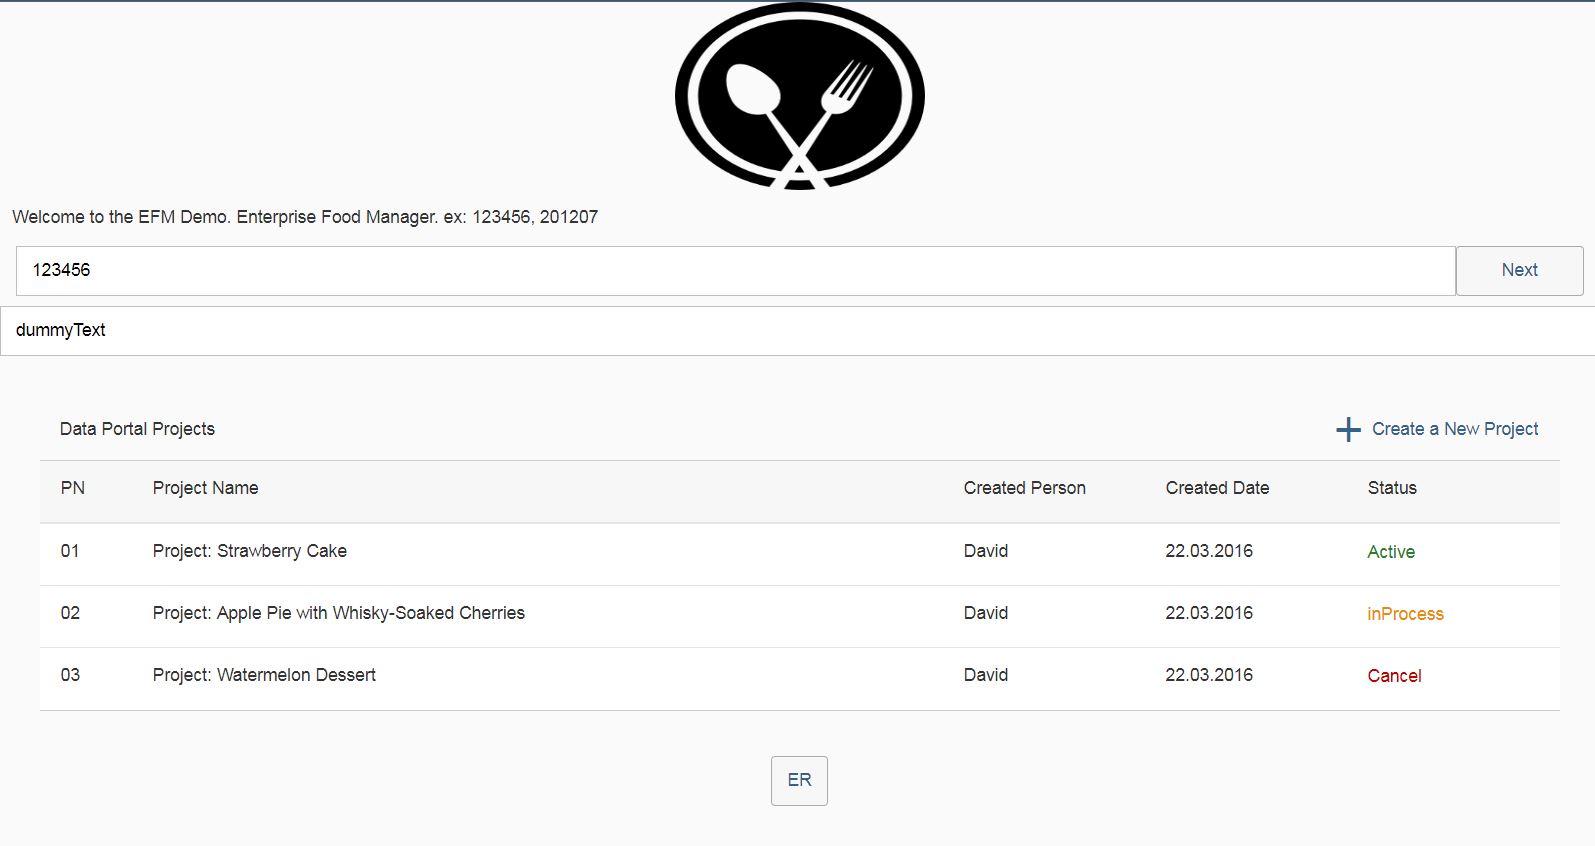 Welcome to the EFM Demo. Enterprise Food Manager. ex: 123456, 201207
123456 Next
dummyText
Data Portal Projects Create a New Project
PN Project Name Created Person Created Date Status
01 Project: Strawberry Cake David 22.03.2016 Active
02 Project: Apple Pie with Whisky-Soaked Cherries David 22.03.2016 inProcess
03 Project: Watermelon Dessert David 22.03.2016 Cancel
ER